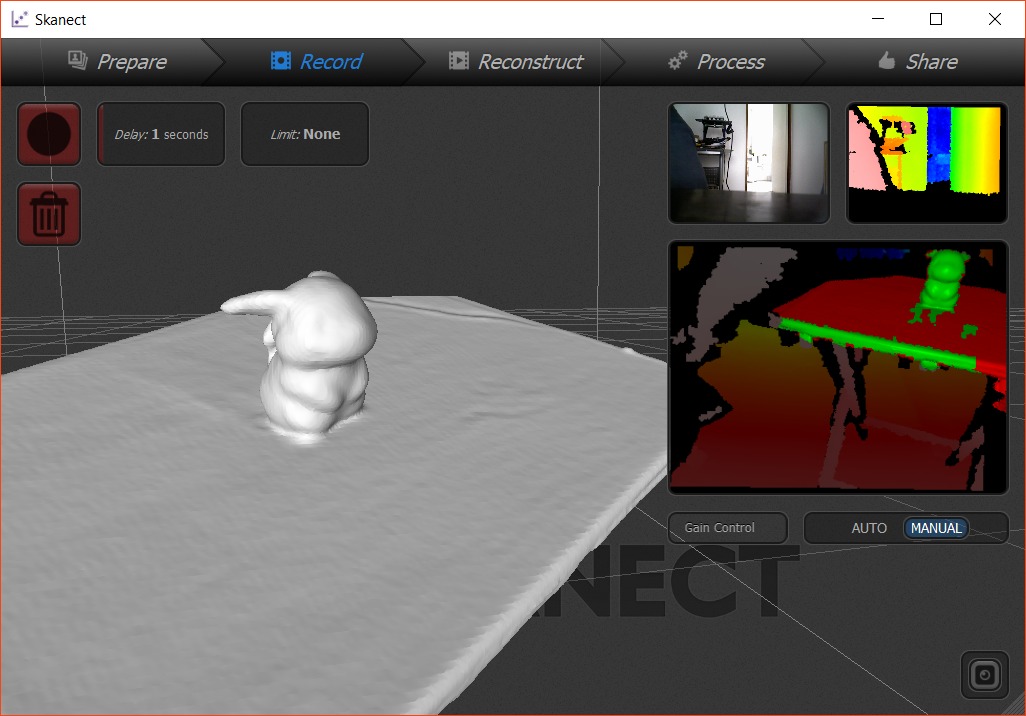 Skanect
Prepare
Record
Reconstruct
Process
Share
Delay: 1 seconds
Limit: None
Gain Control
AUTO
MANUAL
NECT